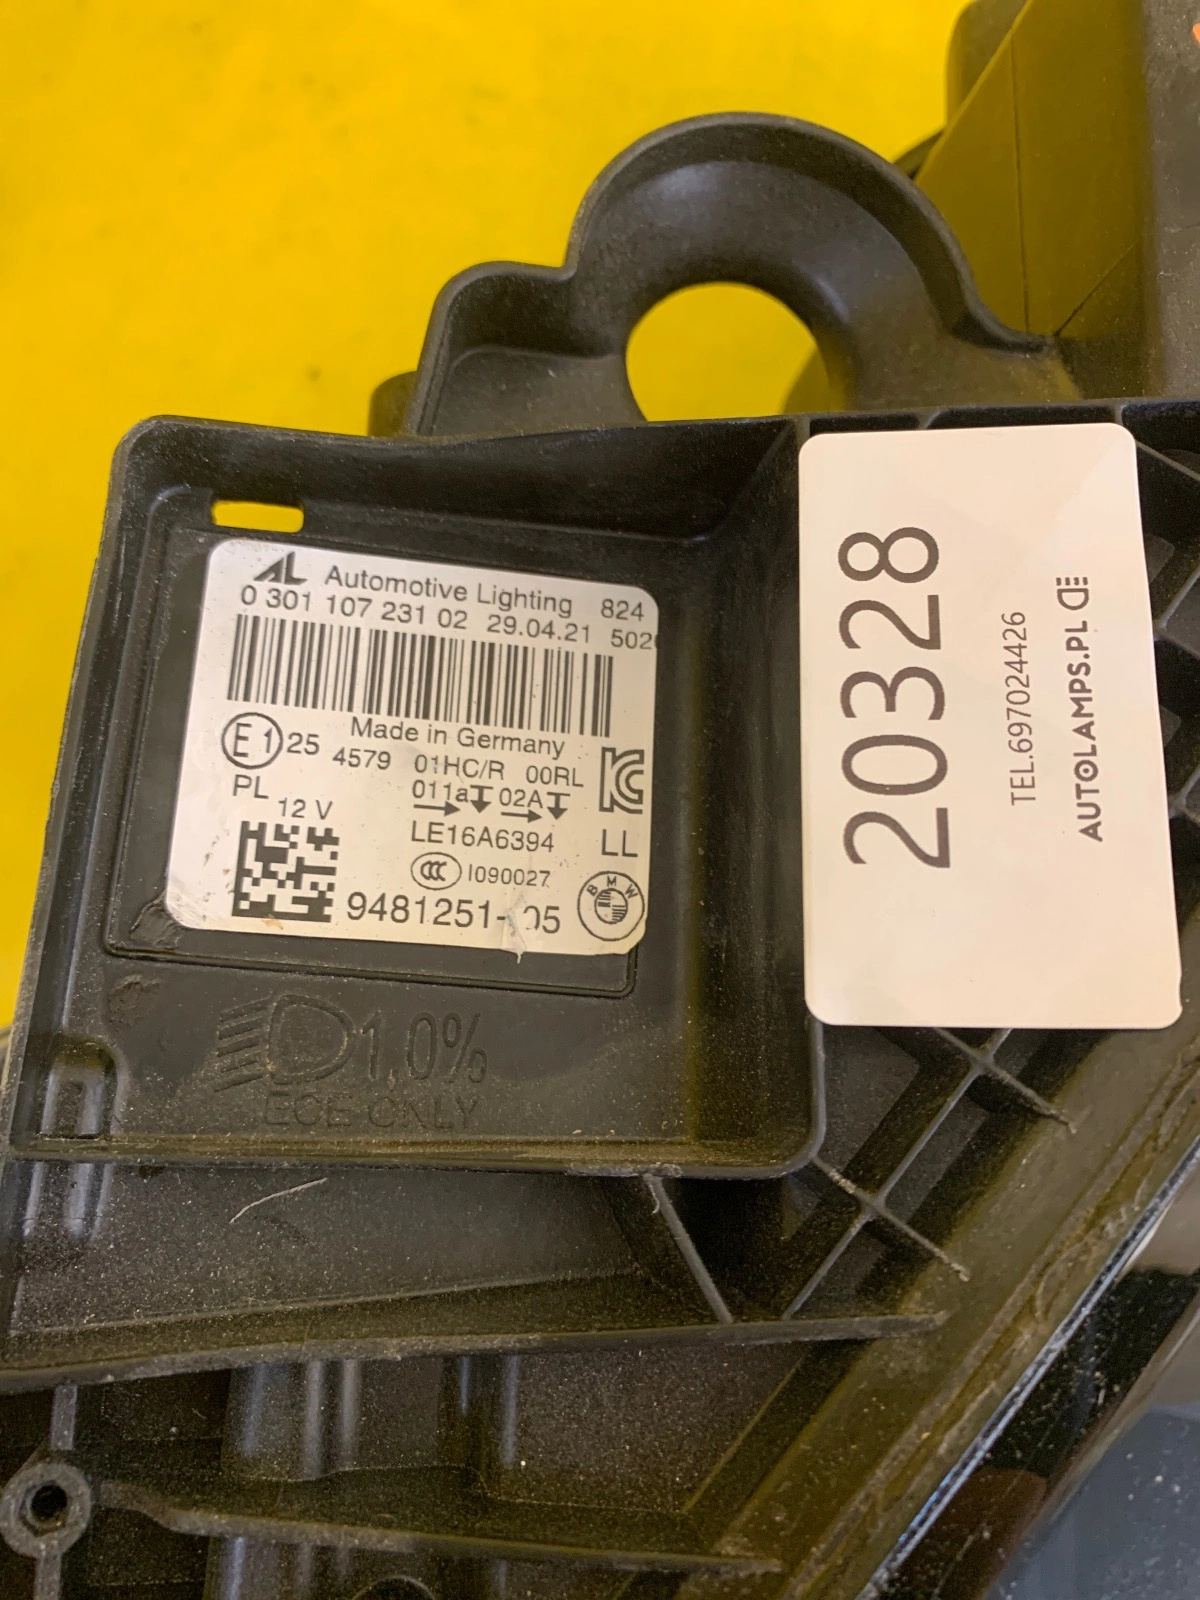 AL Automotive Lighting 824
0 301 107 231 02 29.04.21 502
Made in Germany
E1 25 4579 01HC/R 00RL
PL 011a 02A
12 V LE16A6394 LL
CCC I090027
9481251- 05 BMW
1.0%
ECE ONLY
20328
TEL.697024426
AUTOLAMPS.PL